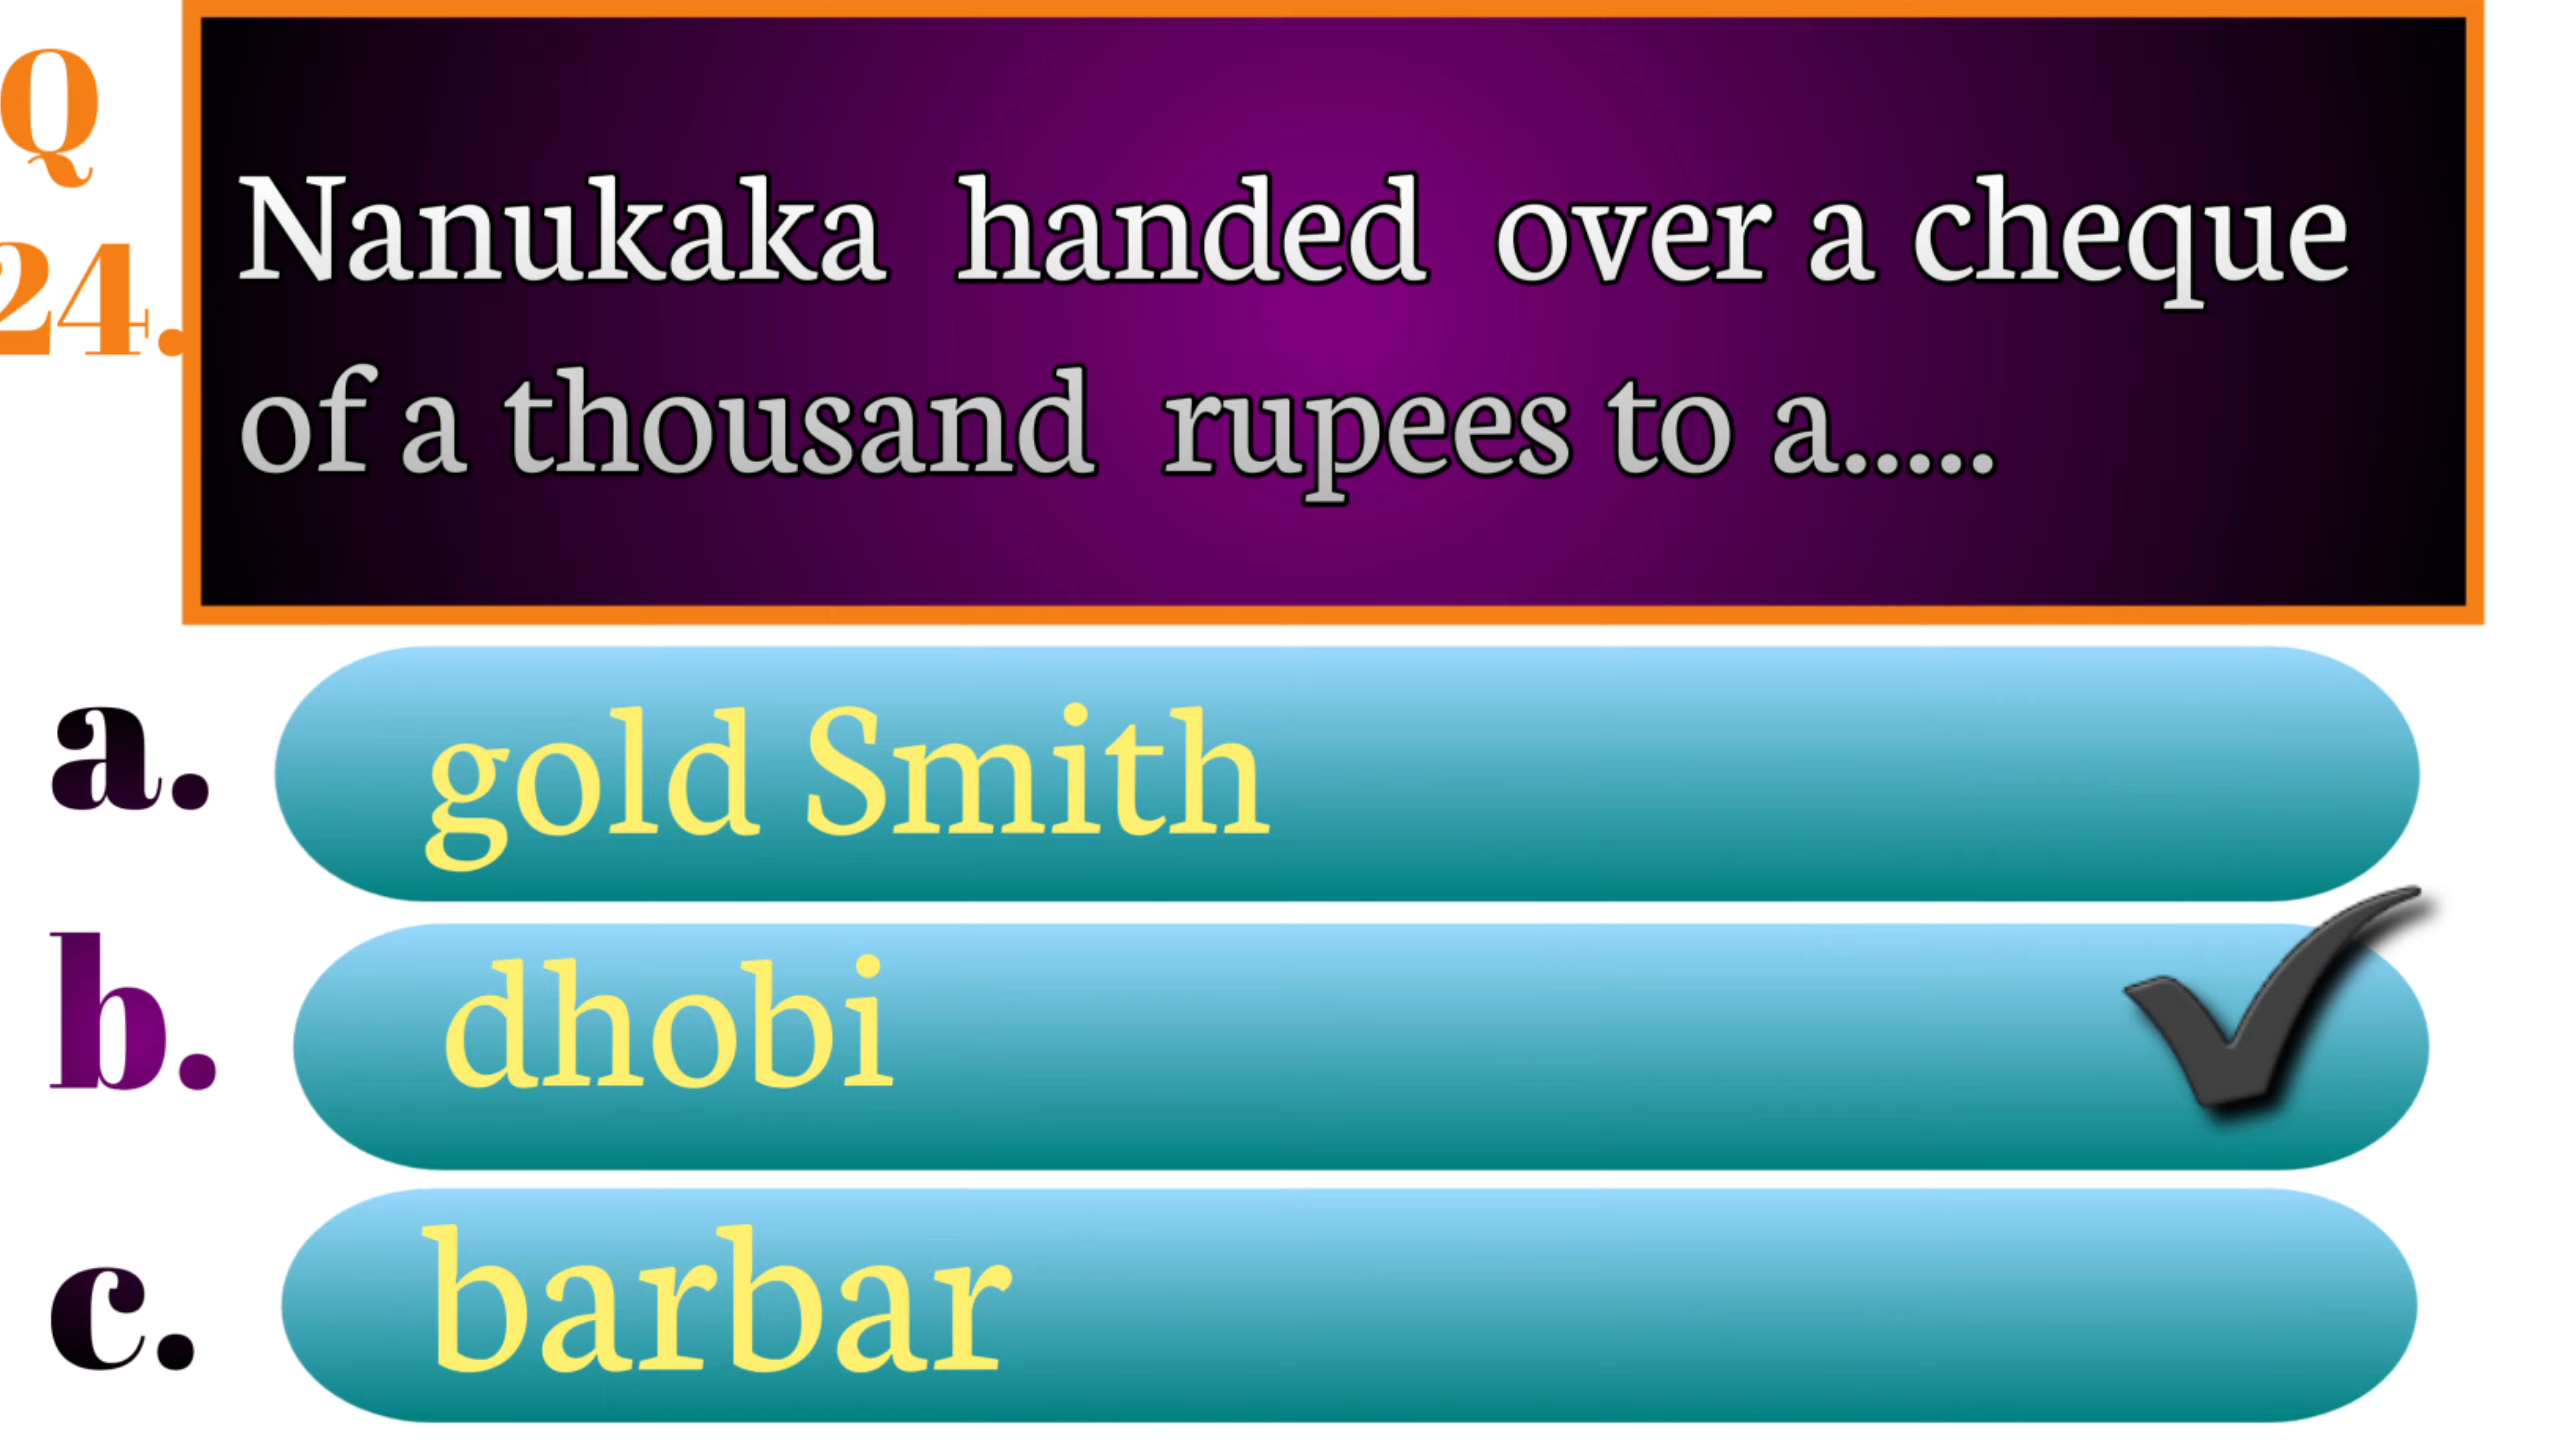 Q
24.
Nanukaka handed over a cheque
of a thousand rupees to a.....
a. gold Smith
b. dhobi
c. barbar